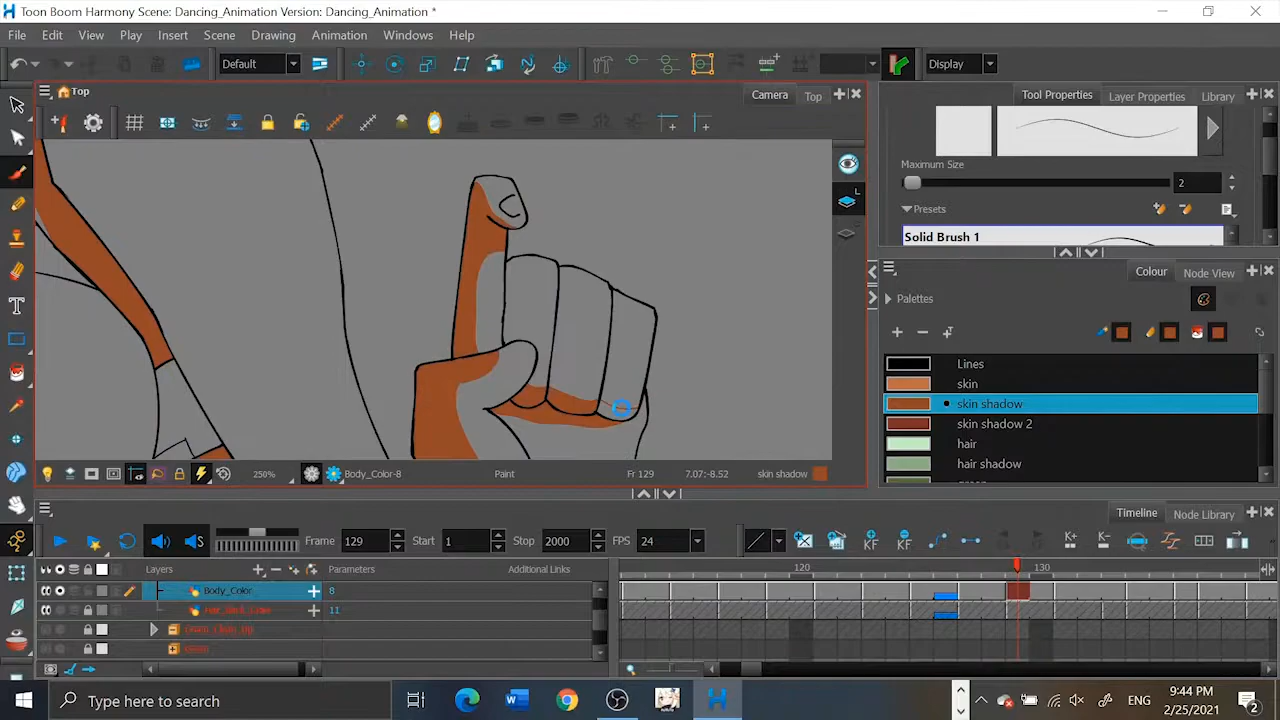 Toon Boom Harmony Scene: Dancing_Animation Version: Dancing_Animation *
File Edit View Play Insert Scene Drawing Animation Windows Help
Default
Display
Top
Camera
Top
Tool Properties
Layer Properties
Library
Maximum Size
2
Presets
Solid Brush 1
Colour
Node View
Palettes
Lines
skin
skin shadow
skin shadow 2
hair
hair shadow
250%
Body_Color-8
Paint
Fr 129
7.07:-8.52
skin shadow
Timeline
Node Library
Frame 129 Start 1 Stop 2000 FPS 24
Layers
Parameters
Additional Links
120
130
Body_Color
8
11
Type here to search
ENG
9:44 PM
2/25/2021
2